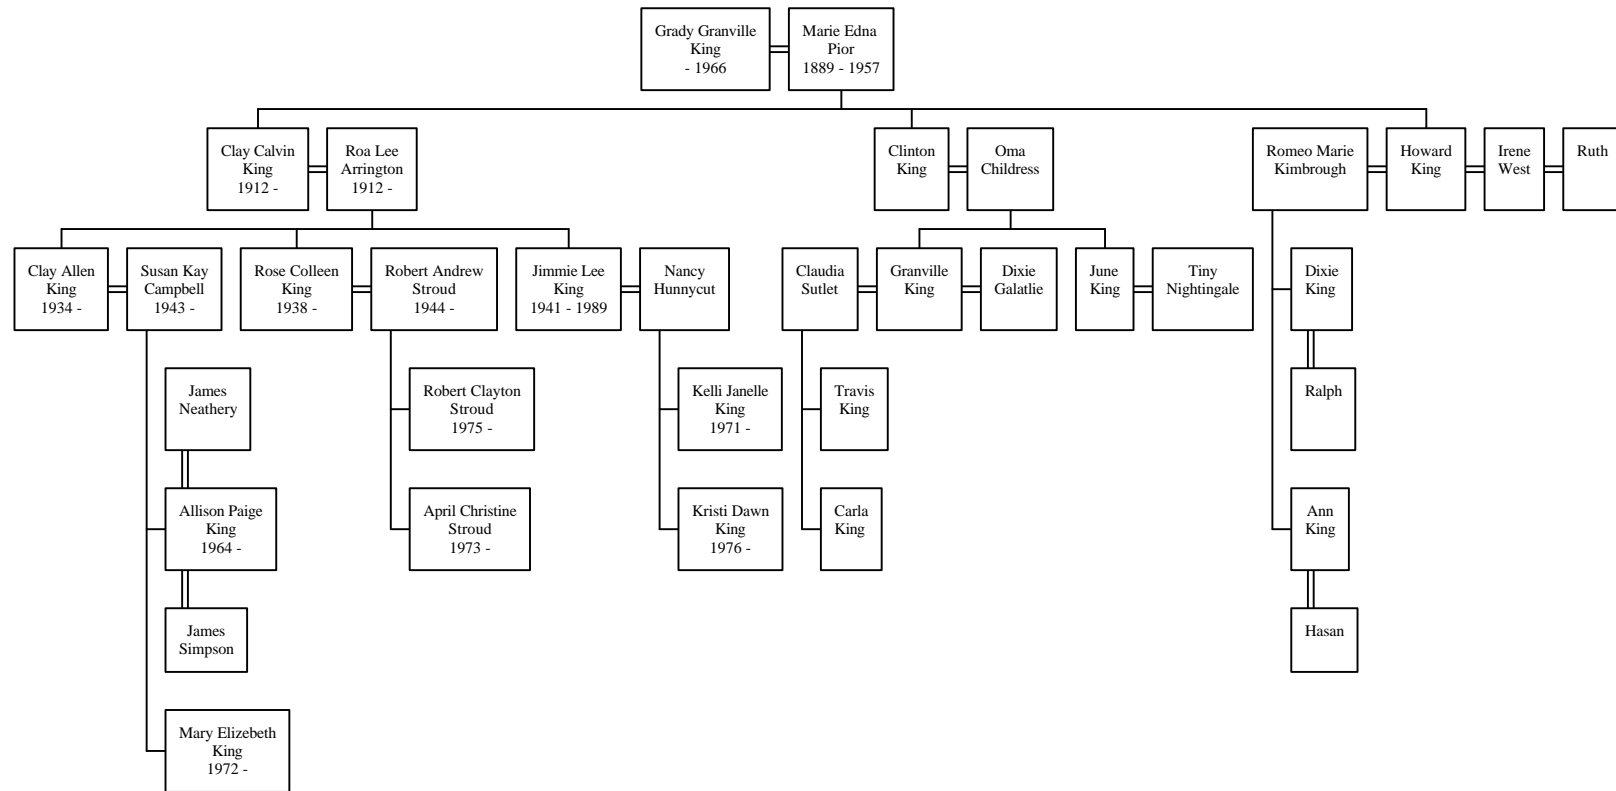 Grady Granville
King
- 1966
Marie Edna
Pior
1889 - 1957
Clay Calvin
King
1912 -
Roa Lee
Arrington
1912 -
Clinton
King
Oma
Childress
Romeo Marie
Kimbrough
Howard
King
Irene
West
Ruth
Clay Allen
King
1934 -
Susan Kay
Campbell
1943 -
Rose Colleen
King
1938 -
Robert Andrew
Stroud
1944 -
Jimmie Lee
King
1941 - 1989
Nancy
Hunnycut
Claudia
Sutlet
Granville
King
Dixie
Galatlie
June
King
Tiny
Nightingale
Dixie
King
James
Neathery
Robert Clayton
Stroud
1975 -
Kelli Janelle
King
1971 -
Travis
King
Ralph
Allison Paige
King
1964 -
April Christine
Stroud
1973 -
Kristi Dawn
King
1976 -
Carla
King
Ann
King
James
Simpson
Hasan
Mary Elizebeth
King
1972 -